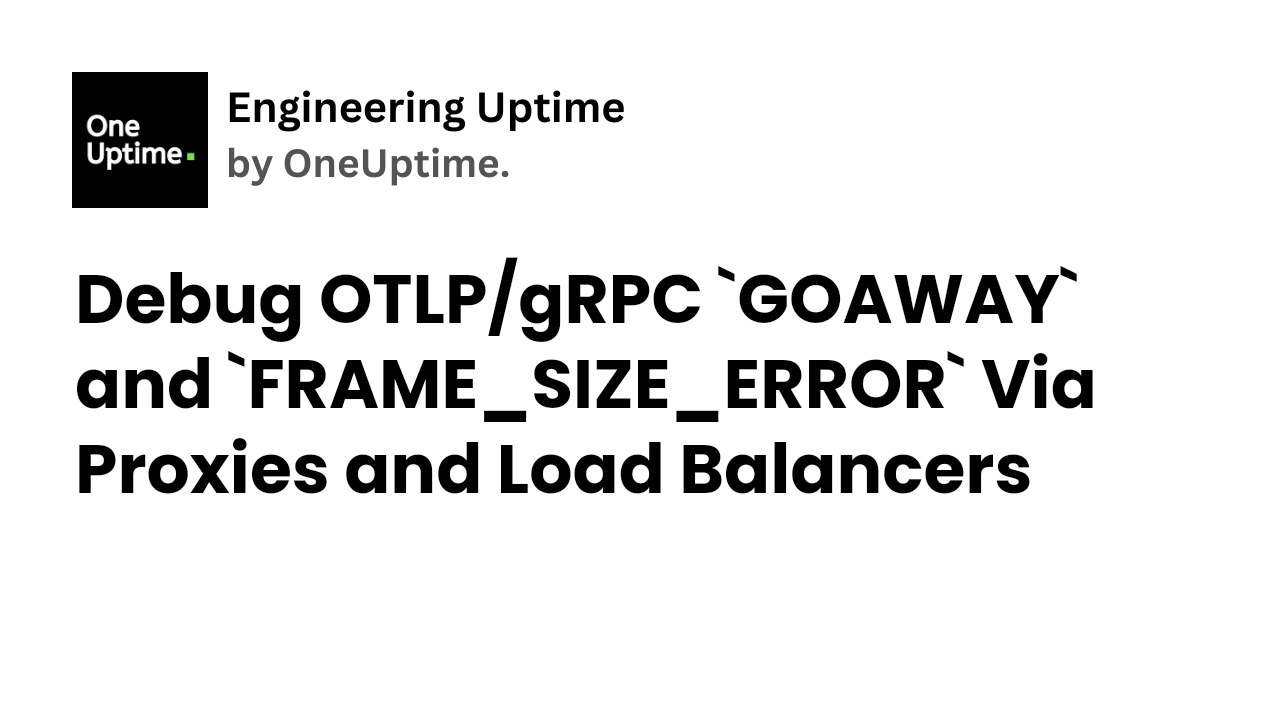 One
Uptime.
Engineering Uptime
by OneUptime.
Debug OTLP/gRPC `GOAWAY`
and `FRAME_SIZE_ERROR` Via
Proxies and Load Balancers